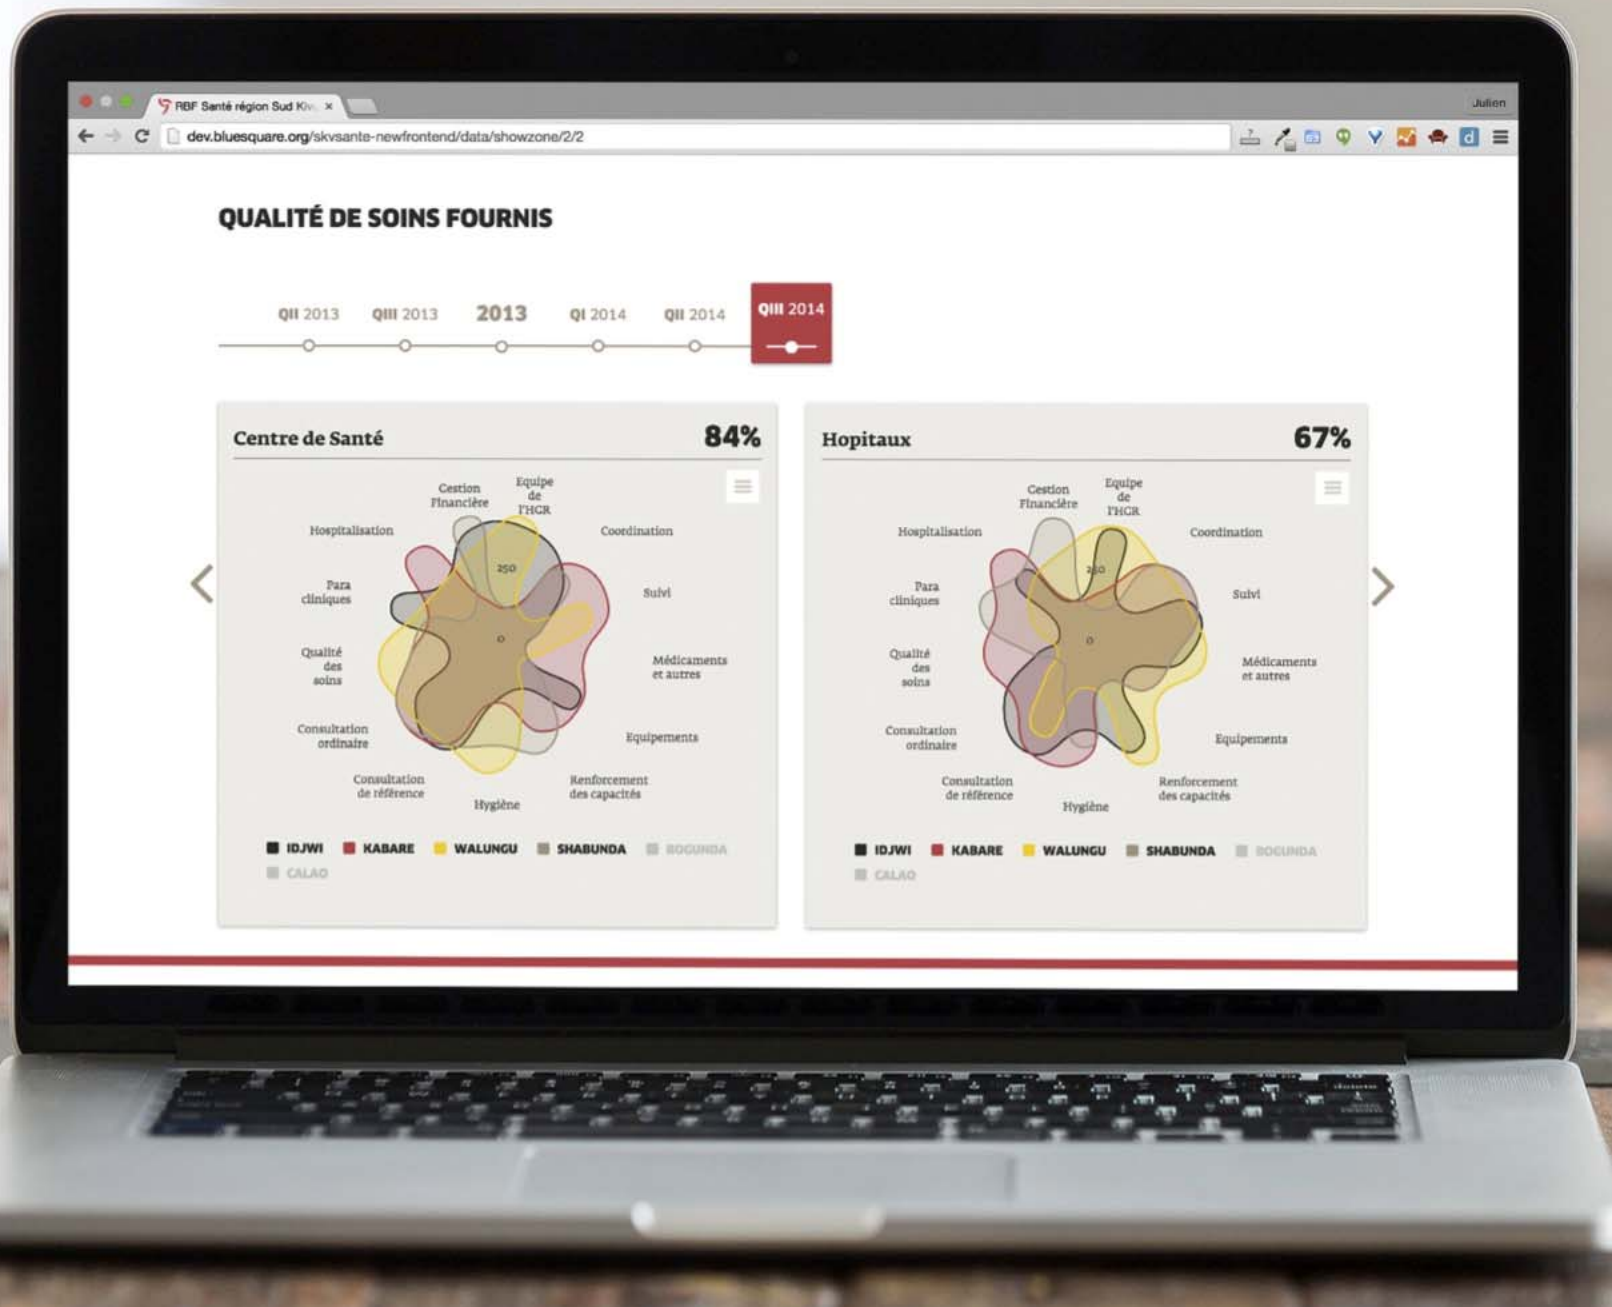 RBF Santé région Sud Kiv
Julien
dev.bluesquare.org/skvsante-newfrontend/data/showzone/2/2
QUALITÉ DE SOINS FOURNIS
QII 2013
QIII 2013
2013
QI 2014
QII 2014
QIII 2014
Centre de Santé
84%
Gestion
Financière
Equipe
de
l'HGR
Hospitalisation
Coordination
250
Para
cliniques
Suivi
0
Qualité
des
soins
Médicaments
et autres
Consultation
ordinaire
Equipements
Consultation
de référence
Renforcement
des capacités
Hygiène
IDJWI
KABARE
WALUNGU
SHABUNDA
BOGUNDA
CALAO
Hopitaux
67%
Gestion
Financière
Equipe
de
l'HGR
Hospitalisation
Coordination
250
Para
cliniques
Suivi
0
Qualité
des
soins
Médicaments
et autres
Consultation
ordinaire
Equipements
Consultation
de référence
Renforcement
des capacités
Hygiène
IDJWI
KABARE
WALUNGU
SHABUNDA
BOGUNDA
CALAO